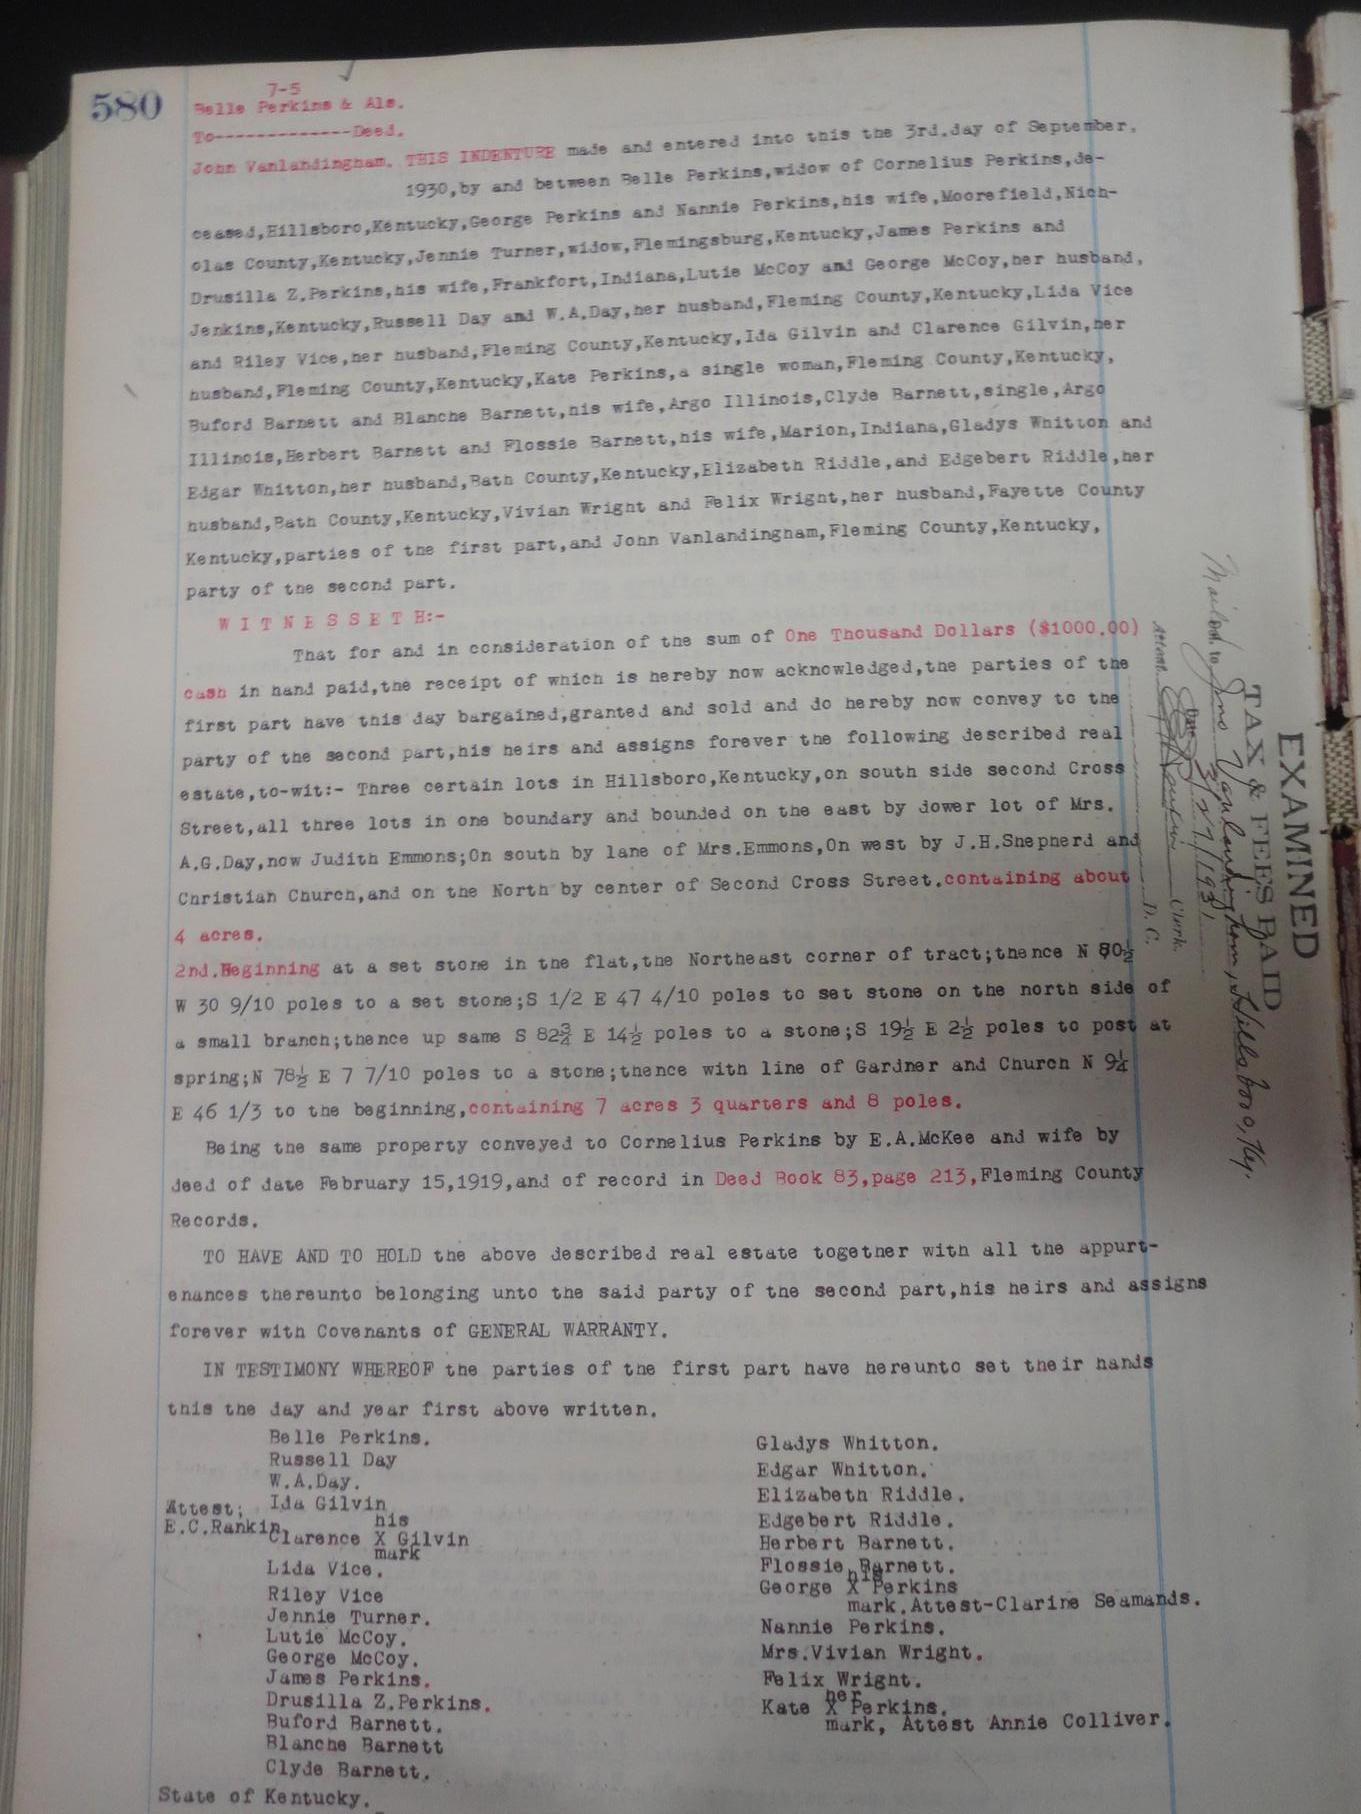 580
7-5
Belle Perkins & Als.
To-------------Deed.
John Vanlandingham. THIS INDENTURE made and entered into this the 3rd.day of September,
1930,by and between Belle Perkins,widow of Cornelius Perkins,de-
ceased,Hillsboro,Kentucky,George Perkins and Nannie Perkins,his wife,Moorefield,Nich-
olas County,Kentucky,Jennie Turner,widow,Flemingsburg,Kentucky,James Perkins and
Drusilla Z.Perkins,his wife,Frankfort,Indiana,Lutie McCoy and George McCoy,her husband,
Jenkins,Kentucky,Russell Day and W.A.Day,her husband,Fleming County,Kentucky,Lida Vice
and Riley Vice,her husband,Fleming County,Kentucky,Ida Gilvin and Clarence Gilvin,her
husband,Fleming County,Kentucky,Kate Perkins,a single woman,Fleming County,Kentucky,
Buford Barnett and Blanche Barnett,his wife,Argo Illinois,Clyde Barnett,single,Argo
Illinois,Herbert Barnett and Flossie Barnett,his wife,Marion,Indiana,Gladys Whitton and
Edgar Whitton,her husband,Bath County,Kentucky,Elizabeth Riddle,and Edgebert Riddle,her
husband,Bath County,Kentucky,Vivian Wright and Felix Wright,her husband,Fayette County
Kentucky,parties of the first part,and John Vanlandingham,Fleming County,Kentucky,
party of the second part.
W I T N E S S E T H:-
That for and in consideration of the sum of One Thousand Dollars ($1000.00)
cash in hand paid,the receipt of which is hereby now acknowledged,the parties of the
first part have this day bargained,granted and sold and do hereby now convey to the
party of the second part,his heirs and assigns forever the following described real
estate,to-wit:- Three certain lots in Hillsboro,Kentucky,on south side second Cross
Street,all three lots in one boundary and bounded on the east by dower lot of Mrs.
A.G.Day,now Judith Emmons;On south by lane of Mrs.Emmons,On west by J.H.Shepherd and
Christian Church,and on the North by center of Second Cross Street.containing about
4 acres.
2nd.Beginning at a set stone in the flat,the Northeast corner of tract;thence N 80½
W 30 9/10 poles to a set stone;S 1/2 E 47 4/10 poles to set stone on the north side of
a small branch;thence up same S 82¾ E 14½ poles to a stone;S 19½ E 2½ poles to post at
spring;N 78½ E 7 7/10 poles to a stone;thence with line of Gardner and Church N 9¼
E 46 1/3 to the beginning,containing 7 acres 3 quarters and 8 poles.
Being the same property conveyed to Cornelius Perkins by E.A.McKee and wife by
deed of date February 15,1919,and of record in Deed Book 83,page 213,Fleming County
Records.
TO HAVE AND TO HOLD the above described real estate together with all the appurt-
enances thereunto belonging unto the said party of the second part,his heirs and assigns
forever with Covenants of GENERAL WARRANTY.
IN TESTIMONY WHEREOF the parties of the first part have hereunto set their hands
this the day and year first above written.
Belle Perkins.
Russell Day
W.A.Day.
Attest; Ida Gilvin
E.C.Rankin his
Clarence X Gilvin
mark
Lida Vice.
Riley Vice
Jennie Turner.
Lutie McCoy.
George McCoy.
James Perkins.
Drusilla Z.Perkins.
Buford Barnett.
Blanche Barnett
Clyde Barnett.
Gladys Whitton.
Edgar Whitton.
Elizabeth Riddle.
Edgebert Riddle.
Herbert Barnett.
Flossie Barnett.
his
George X Perkins
mark.Attest-Clarine Seamands.
Nannie Perkins.
Mrs.Vivian Wright.
Felix Wright.
her
Kate X Perkins.
mark, Attest Annie Colliver.
State of Kentucky.
EXAMINED
TAX & FEES PAID
Mailed to Jno Vanlandingham, Hillsboro, Ky.
Date
Attest
Clerk.
D. C.